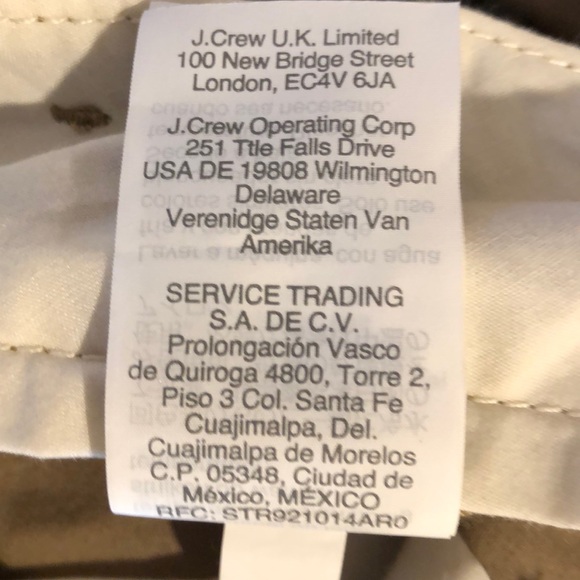 J.Crew U.K. Limited
100 New Bridge Street
London, EC4V 6JA
J.Crew Operating Corp
251 Ttle Falls Drive
USA DE 19808 Wilmington
Delaware
Verenidge Staten Van
Amerika
SERVICE TRADING
S.A. DE C.V.
Prolongación Vasco
de Quiroga 4800, Torre 2,
Piso 3 Col. Santa Fe
Cuajimalpa, Del.
Cuajimalpa de Morelos
C.P. 05348, Ciudad de
México, MÉXICO
RFC: STR921014AR0